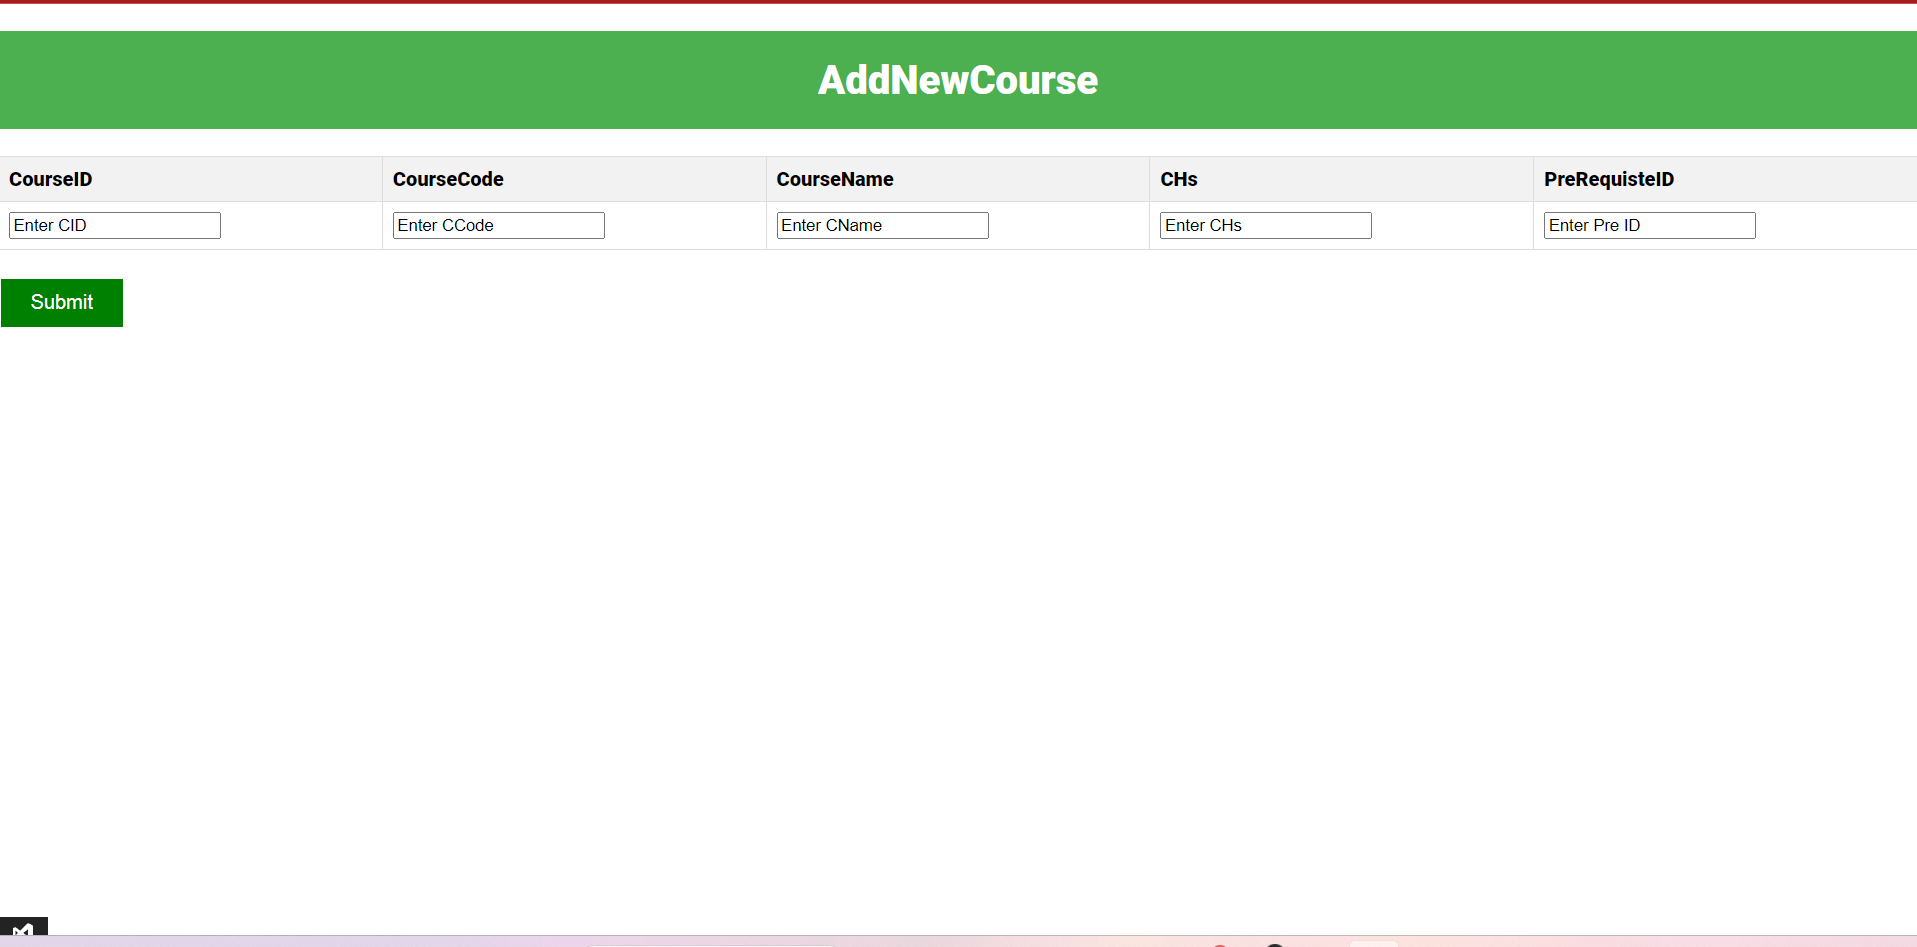 AddNewCourse
CourseID CourseCode CourseName CHs PreRequisteID
Enter CID Enter CCode Enter CName Enter CHs Enter Pre ID
Submit